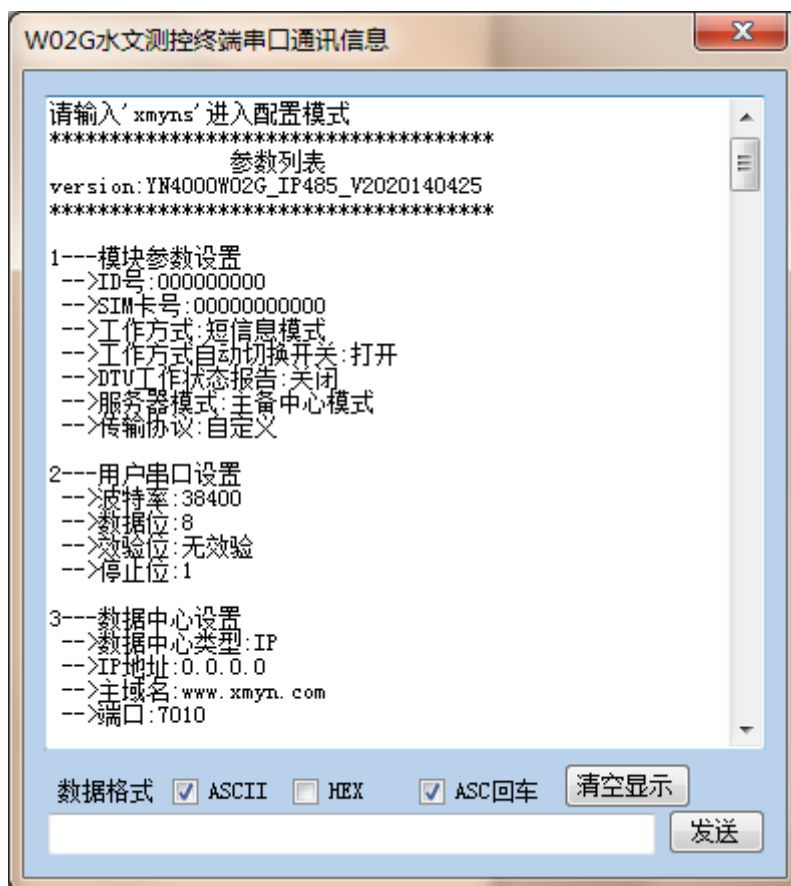 W02G水文测控终端串口通讯信息
请输入'xmyns'进入配置模式
*************************************
参数列表
version:YN4000W02G_IP485_V2020140425
*************************************
1---模块参数设置
-->ID号:000000000
-->SIM卡号:00000000000
-->工作方式:短信息模式
-->工作方式自动切换开关:打开
-->DTU工作状态报告:关闭
-->服务器模式:主备中心模式
-->传输协议:自定义
2---用户串口设置
-->波特率:38400
-->数据位:8
-->效验位:无效验
-->停止位:1
3---数据中心设置
-->数据中心类型:IP
-->IP地址:0.0.0.0
-->主域名:www.xmyn.com
-->端口:7010
数据格式 ASCII HEX ASC回车 清空显示
发送